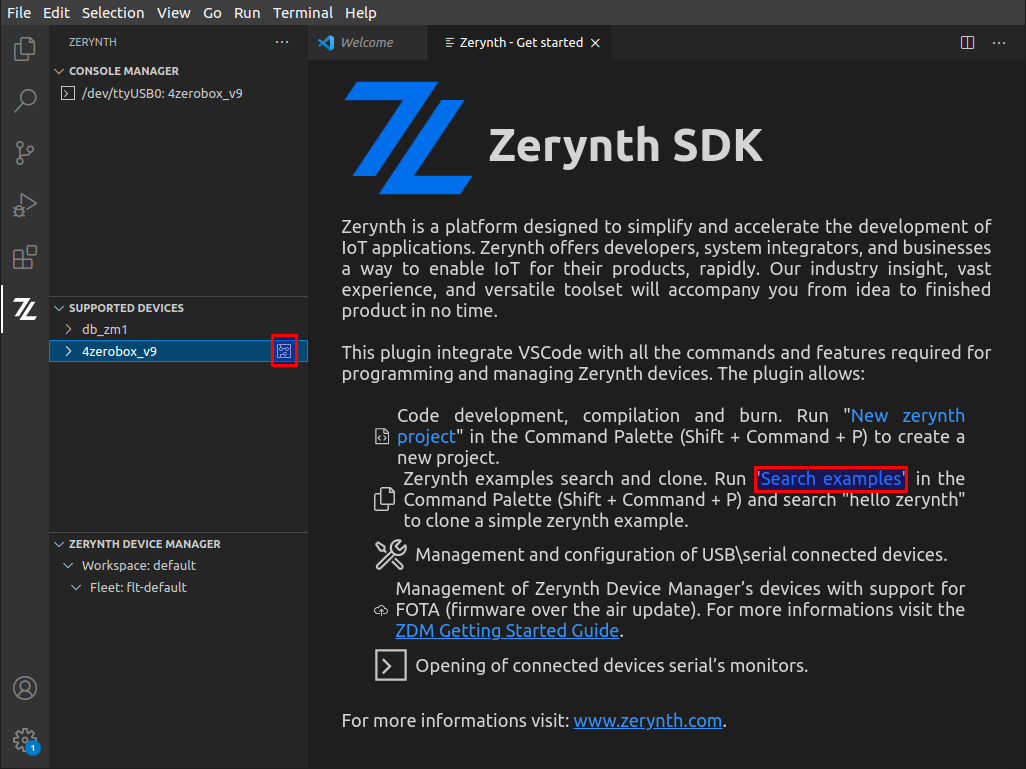 File Edit Selection View Go Run Terminal Help
ZERYNTH
CONSOLE MANAGER
/dev/ttyUSB0: 4zerobox_v9
SUPPORTED DEVICES
db_zm1
4zerobox_v9
ZERYNTH DEVICE MANAGER
Workspace: default
Fleet: flt-default
1
Welcome
Zerynth - Get started
Zerynth SDK
Zerynth is a platform designed to simplify and accelerate the development of
IoT applications. Zerynth offers developers, system integrators, and businesses
a way to enable IoT for their products, rapidly. Our industry insight, vast
experience, and versatile toolset will accompany you from idea to finished
product in no time.
This plugin integrate VSCode with all the commands and features required for
programming and managing Zerynth devices. The plugin allows:
Code development, compilation and burn. Run "New zerynth
project" in the Command Palette (Shift + Command + P) to create a
new project.
Zerynth examples search and clone. Run "Search examples" in the
Command Palette (Shift + Command + P) and search "hello zerynth"
to clone a simple zerynth example.
Management and configuration of USB\serial connected devices.
Management of Zerynth Device Manager’s devices with support for
FOTA (firmware over the air update). For more informations visit the
ZDM Getting Started Guide.
Opening of connected devices serial’s monitors.
For more informations visit: www.zerynth.com.